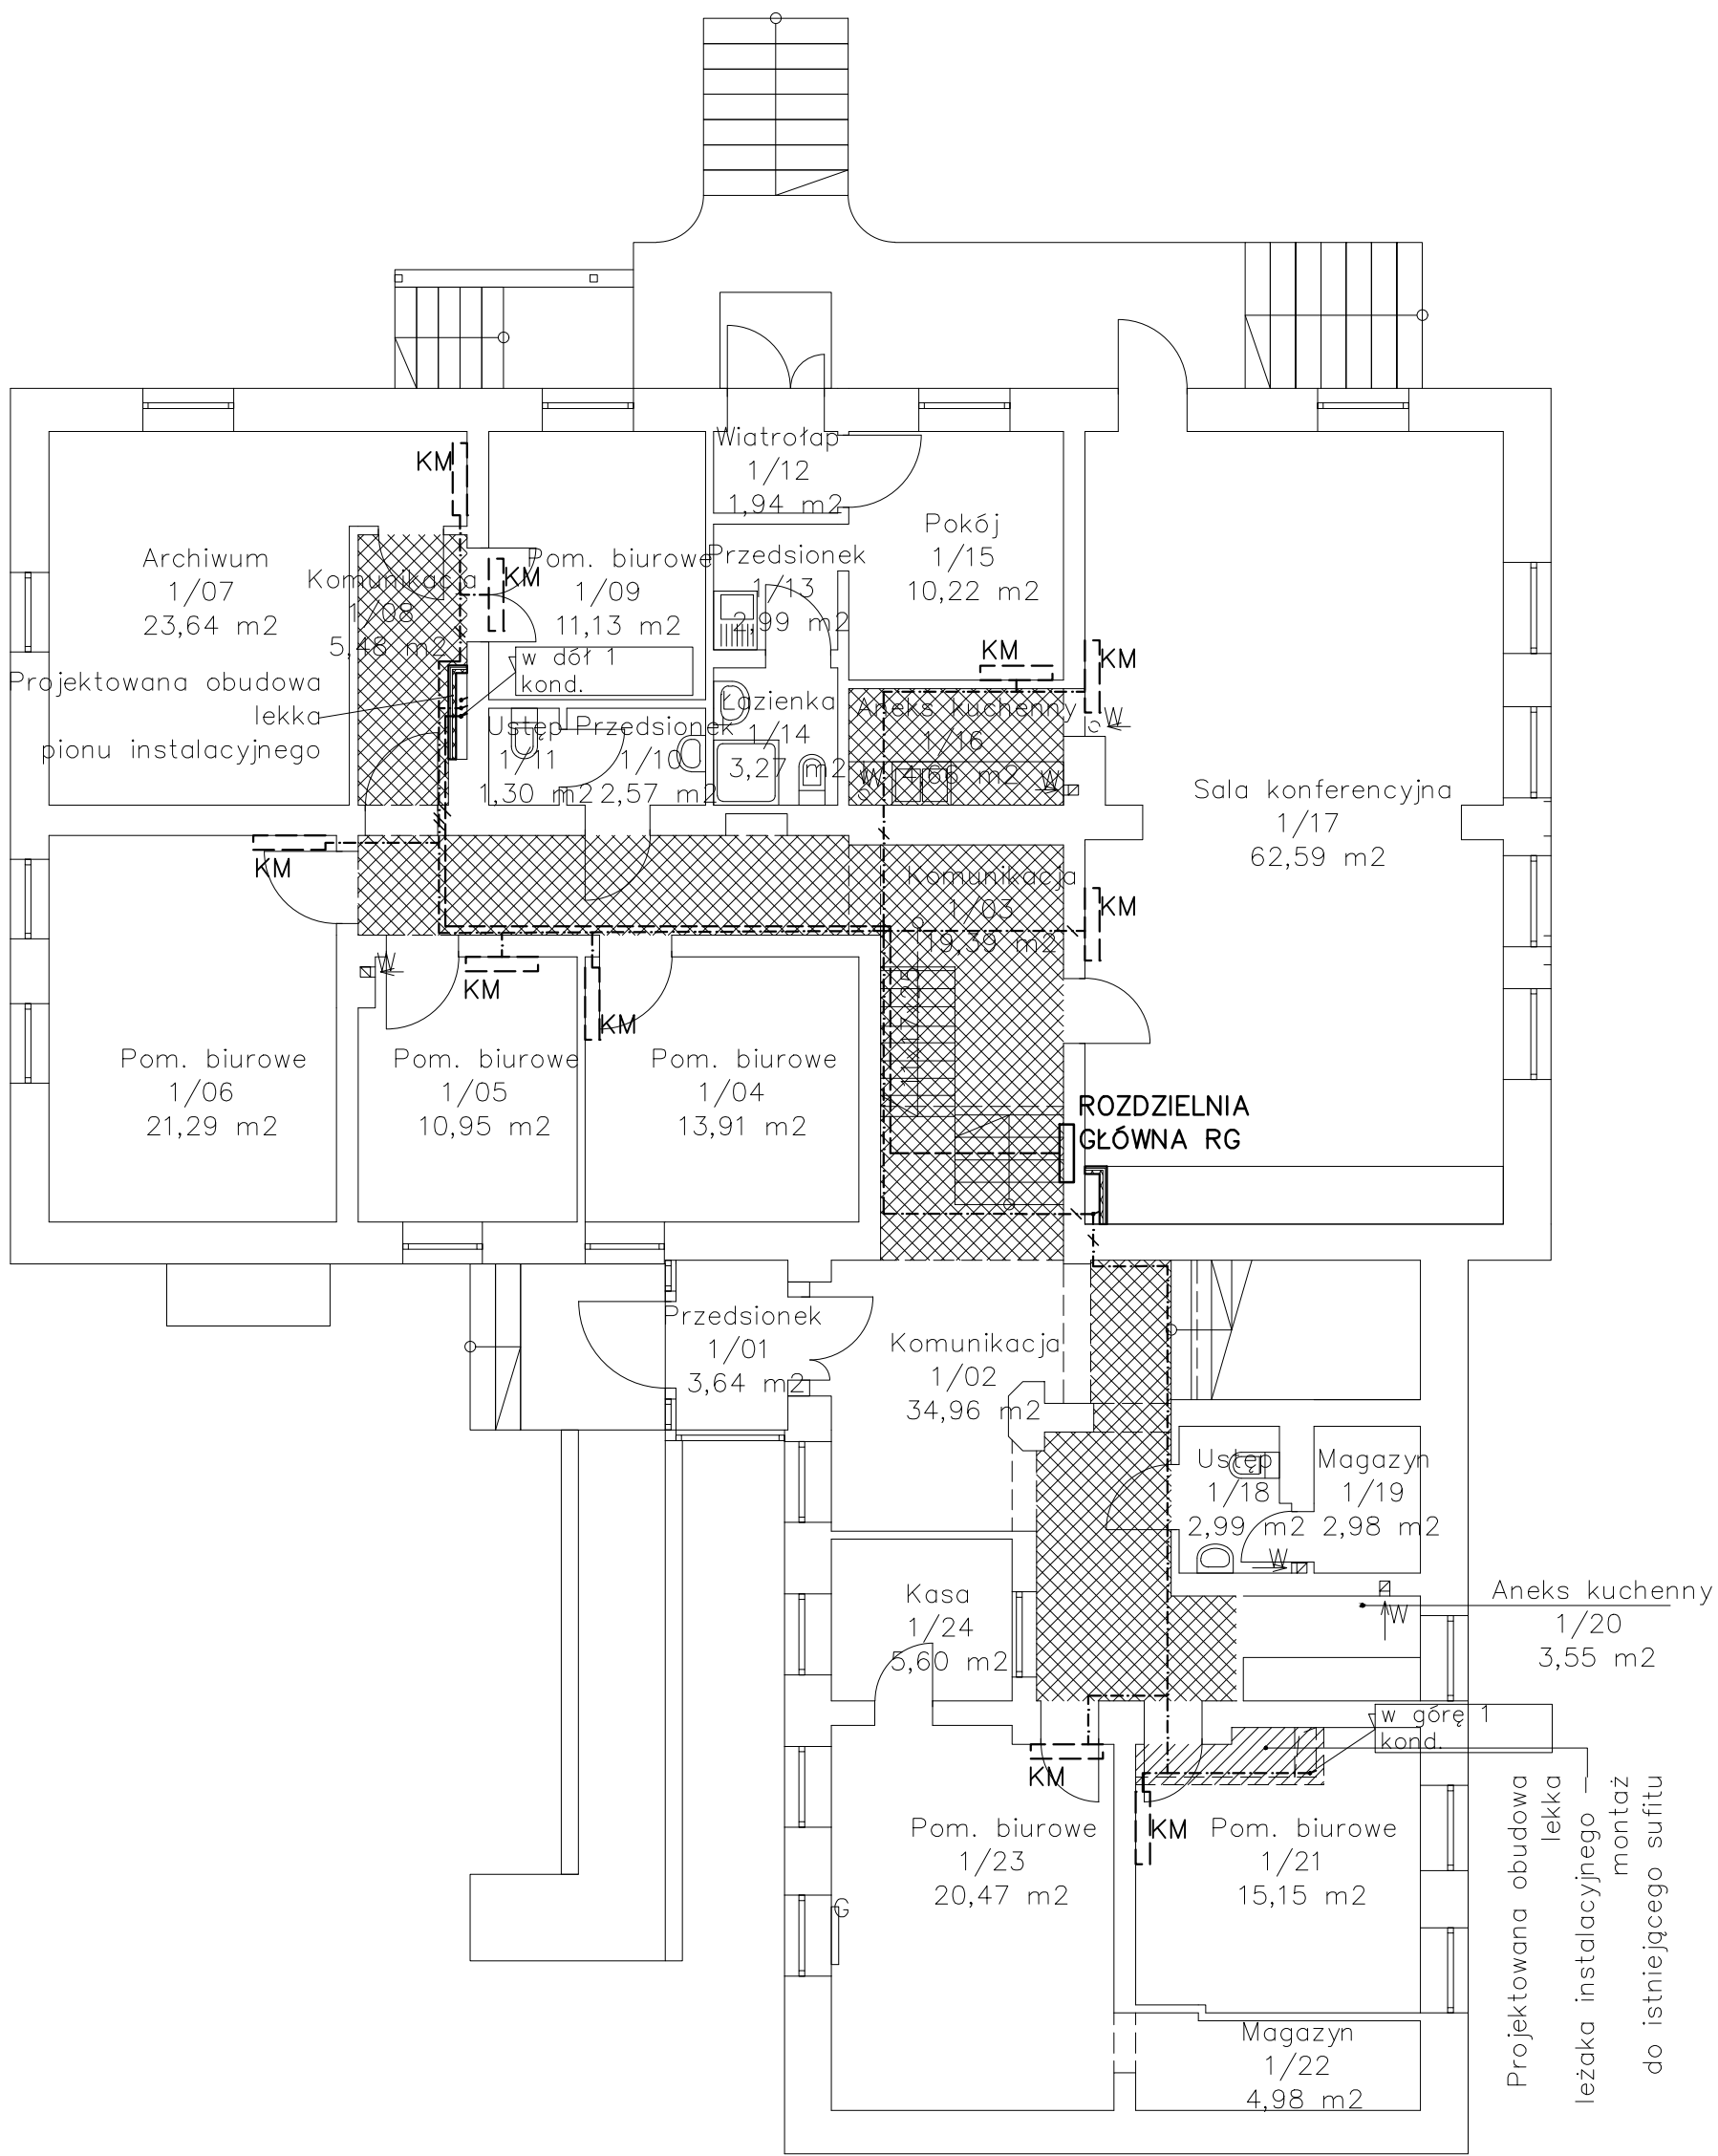 KM
Wiatrołap
1/12
1,94 m2
Pokój
1/15
10,22 m2
Archiwum
1/07
23,64 m2
Komunikacja
1/08
5,48 m2
KM
Pom. biurowe
1/09
11,13 m2
Przedsionek
1/13
2,99 m2
w dół 1
kond.
KM
KM
Projektowana obudowa
lekka
pionu instalacyjnego
Ustęp
1/11
1,30 m2
Przedsionek
1/10
2,57 m2
Łazienka
1/14
3,27 m2
Aneks kuchenny
1/16
4,66 m2
W
W
W
Sala konferencyjna
1/17
62,59 m2
KM
Komunikacja
1/03
19,39 m2
KM
W
KM
KM
Pom. biurowe
1/06
21,29 m2
Pom. biurowe
1/05
10,95 m2
Pom. biurowe
1/04
13,91 m2
ROZDZIELNIA
GŁÓWNA RG
Przedsionek
1/01
3,64 m2
Komunikacja
1/02
34,96 m2
Ustęp
1/18
2,99 m2
Magazyn
1/19
2,98 m2
W
Kasa
1/24
5,60 m2
W
Aneks kuchenny
1/20
3,55 m2
w górę 1
kond.
KM
KM
Pom. biurowe
1/23
20,47 m2
Pom. biurowe
1/21
15,15 m2
G
Projektowana obudowa
lekka
leżaka instalacyjnego –
montaż
do istniejącego sufitu
Magazyn
1/22
4,98 m2